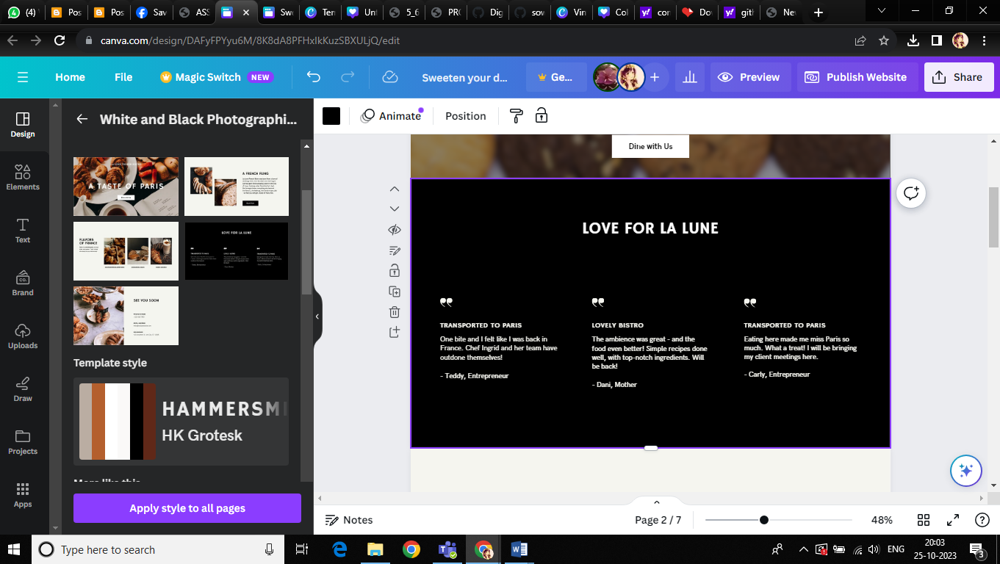 (4)
Pos
Pos
Sav
ASS
Swe
Ten
Unt
5_6
PR
Dig
sow
Vin
Col
cor
Do
gith
Nev
canva.com/design/DAFyFPYyu6M/8K8dA8PFHxIkKuzSBXULjQ/edit
Home
File
Magic Switch NEW
Sweeten your d...
Ge...
Preview
Publish Website
Share
Design
Elements
Text
Brand
CO.
Uploads
Draw
Projects
Apps
White and Black Photographi...
A TASTE OF PARIS
A FRENCH FLING
FLAVORS
OF FRANCE
LOVE FOR LA LUNE
SEE YOU SOON
Template style
HAMMERSM
HK Grotesk
More like this
Apply style to all pages
Animate
Position
Dine with Us
LOVE FOR LA LUNE
TRANSPORTED TO PARIS
One bite and I felt like I was back in
France. Chef Ingrid and her team have
outdone themselves!
- Teddy, Entrepreneur
LOVELY BISTRO
The ambience was great - and the
food even better! Simple recipes done
well, with top-notch ingredients. Will
be back!
- Dani, Mother
TRANSPORTED TO PARIS
Eating here made me miss Paris so
much. What a treat! I will be bringing
my client meetings here.
- Carly, Entrepreneur
Notes
Page 2 / 7
48%
Type here to search
ENG
20:03
25-10-2023
3